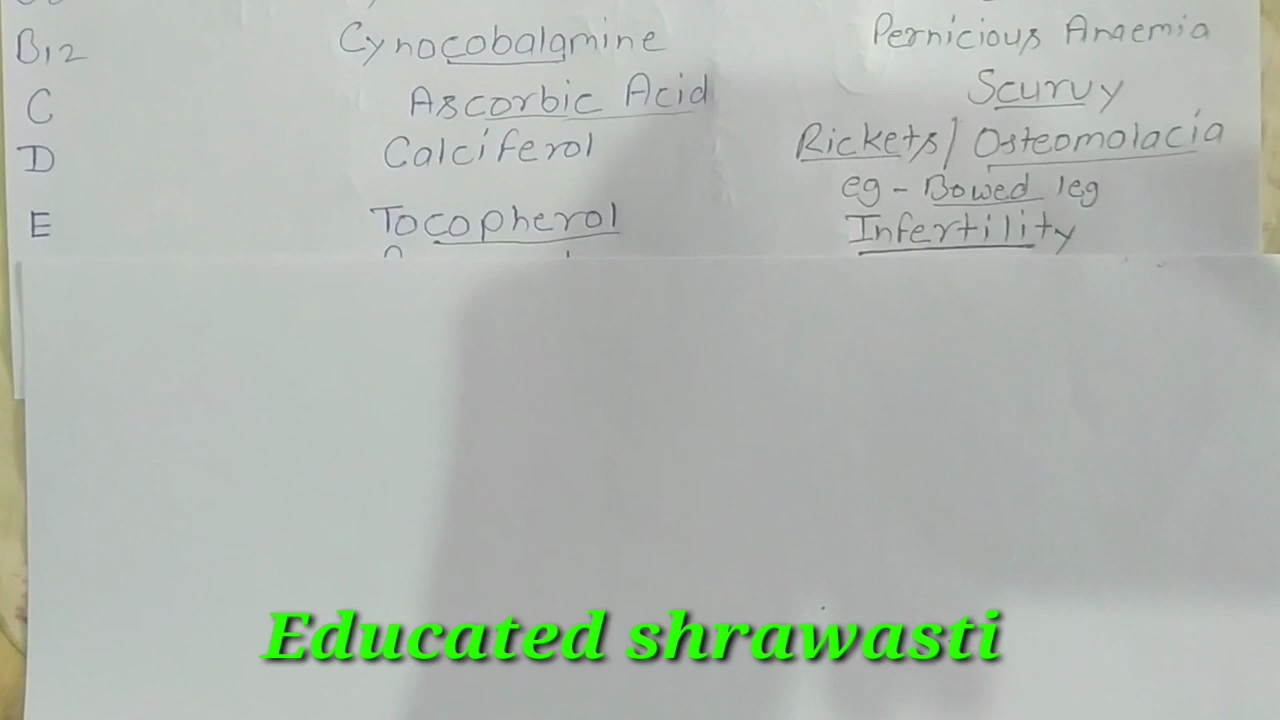 B12 Cynocobalamine Pernicious Anaemia
C Ascorbic Acid Scurvy
D Calciferol Rickets/Osteomalacia
eg - Bowed leg
E Tocopherol Infertility
Educated shrawasti